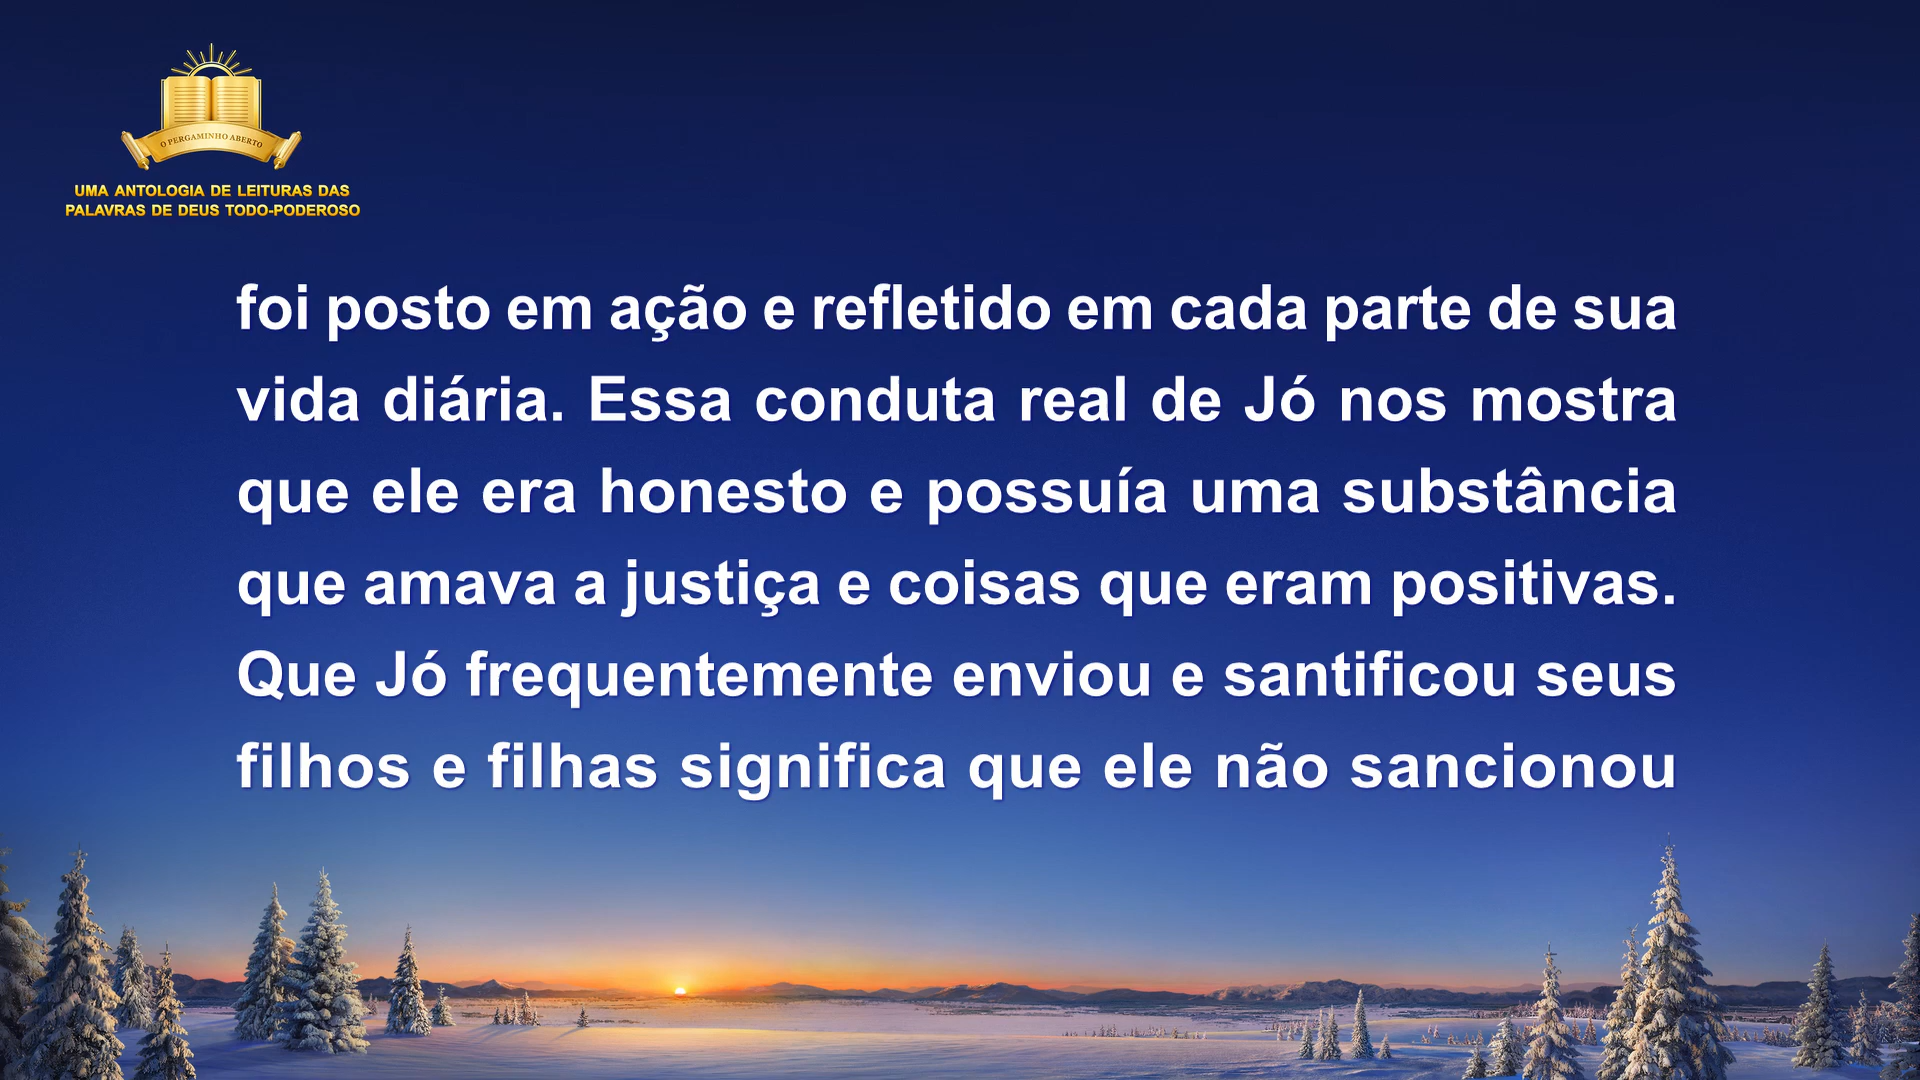 O PERGAMINHO ABERTO
UMA ANTOLOGIA DE LEITURAS DAS
PALAVRAS DE DEUS TODO-PODEROSO
foi posto em ação e refletido em cada parte de sua
vida diária. Essa conduta real de Jó nos mostra
que ele era honesto e possuía uma substância
que amava a justiça e coisas que eram positivas.
Que Jó frequentemente enviou e santificou seus
filhos e filhas significa que ele não sancionou